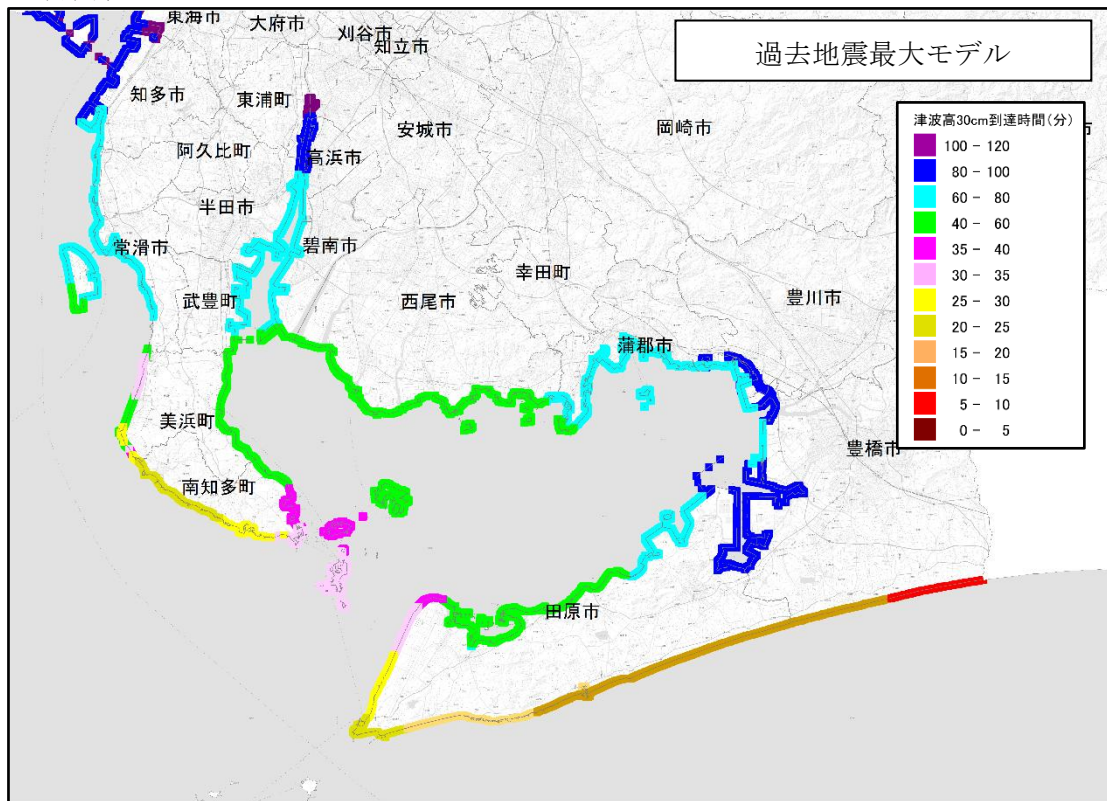 東海市
大府市
刈谷市
知立市
過去地震最大モデル
知多市
東浦町
安城市
岡崎市
阿久比町
高浜市
半田市
常滑市
碧南市
武豊町
西尾市
幸田町
豊川市
蒲郡市
美浜町
豊橋市
南知多町
田原市
津波高30cm到達時間(分)
100 - 120
80 - 100
60 - 80
40 - 60
35 - 40
30 - 35
25 - 30
20 - 25
15 - 20
10 - 15
5 - 10
0 - 5
市